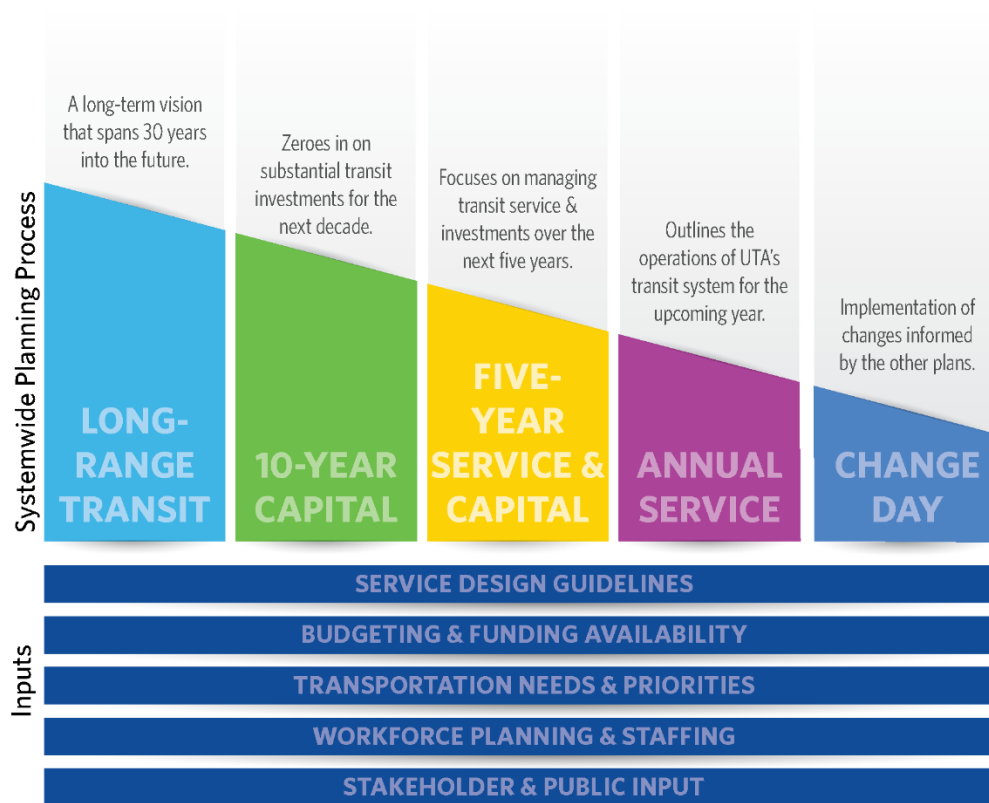 Systemwide Planning Process
A long-term vision
that spans 30 years
into the future.
LONG-
RANGE
TRANSIT
Zeroes in on
substantial transit
investments for the
next decade.
10-YEAR
CAPITAL
Focuses on managing
transit service &
investments over the
next five years.
FIVE-
YEAR
SERVICE &
CAPITAL
Outlines the
operations of UTA's
transit system for the
upcoming year.
ANNUAL
SERVICE
Implementation of
changes informed
by the other plans.
CHANGE
DAY
Inputs
SERVICE DESIGN GUIDELINES
BUDGETING & FUNDING AVAILABILITY
TRANSPORTATION NEEDS & PRIORITIES
WORKFORCE PLANNING & STAFFING
STAKEHOLDER & PUBLIC INPUT